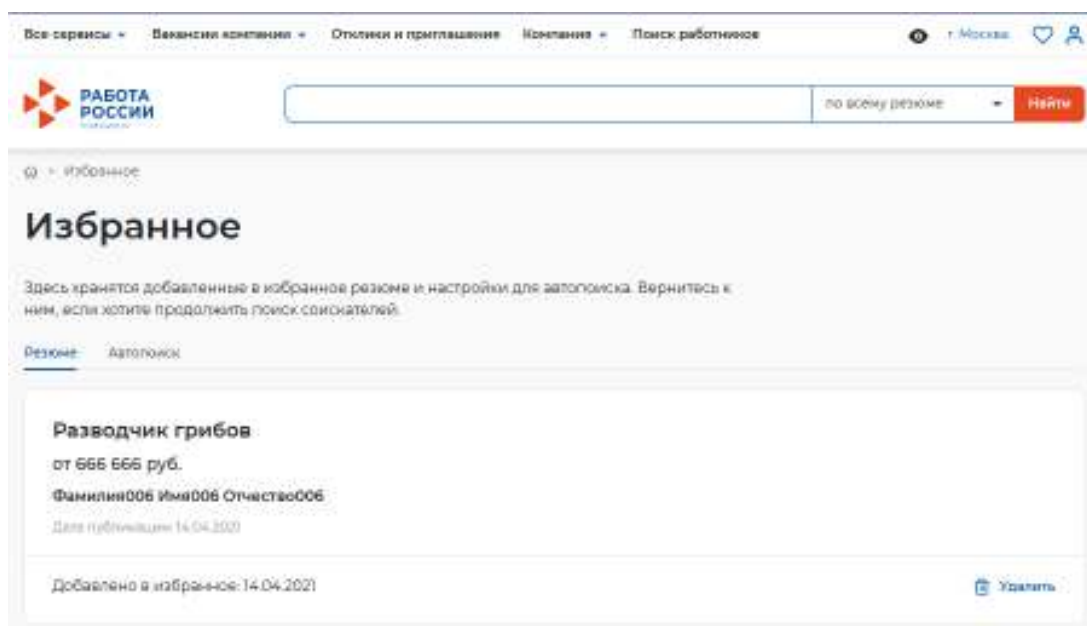 Все сервисы Вакансии компании Отклики и приглашения Компания Поиск работников г. Москва
РАБОТА
РОССИИ
по всему резюме Найти
Избранное
Избранное
Здесь хранятся добавленные в избранное резюме и настройки для автопоиска. Вернитесь к
ним, если хотите продолжить поиск соискателей.
Резюме Автопоиск
Разводчик грибов
от 666 666 руб.
Фамилия006 Имя006 Отчество006
Дата публикации 14.04.2021
Добавлено в избранное: 14.04.2021 Удалить